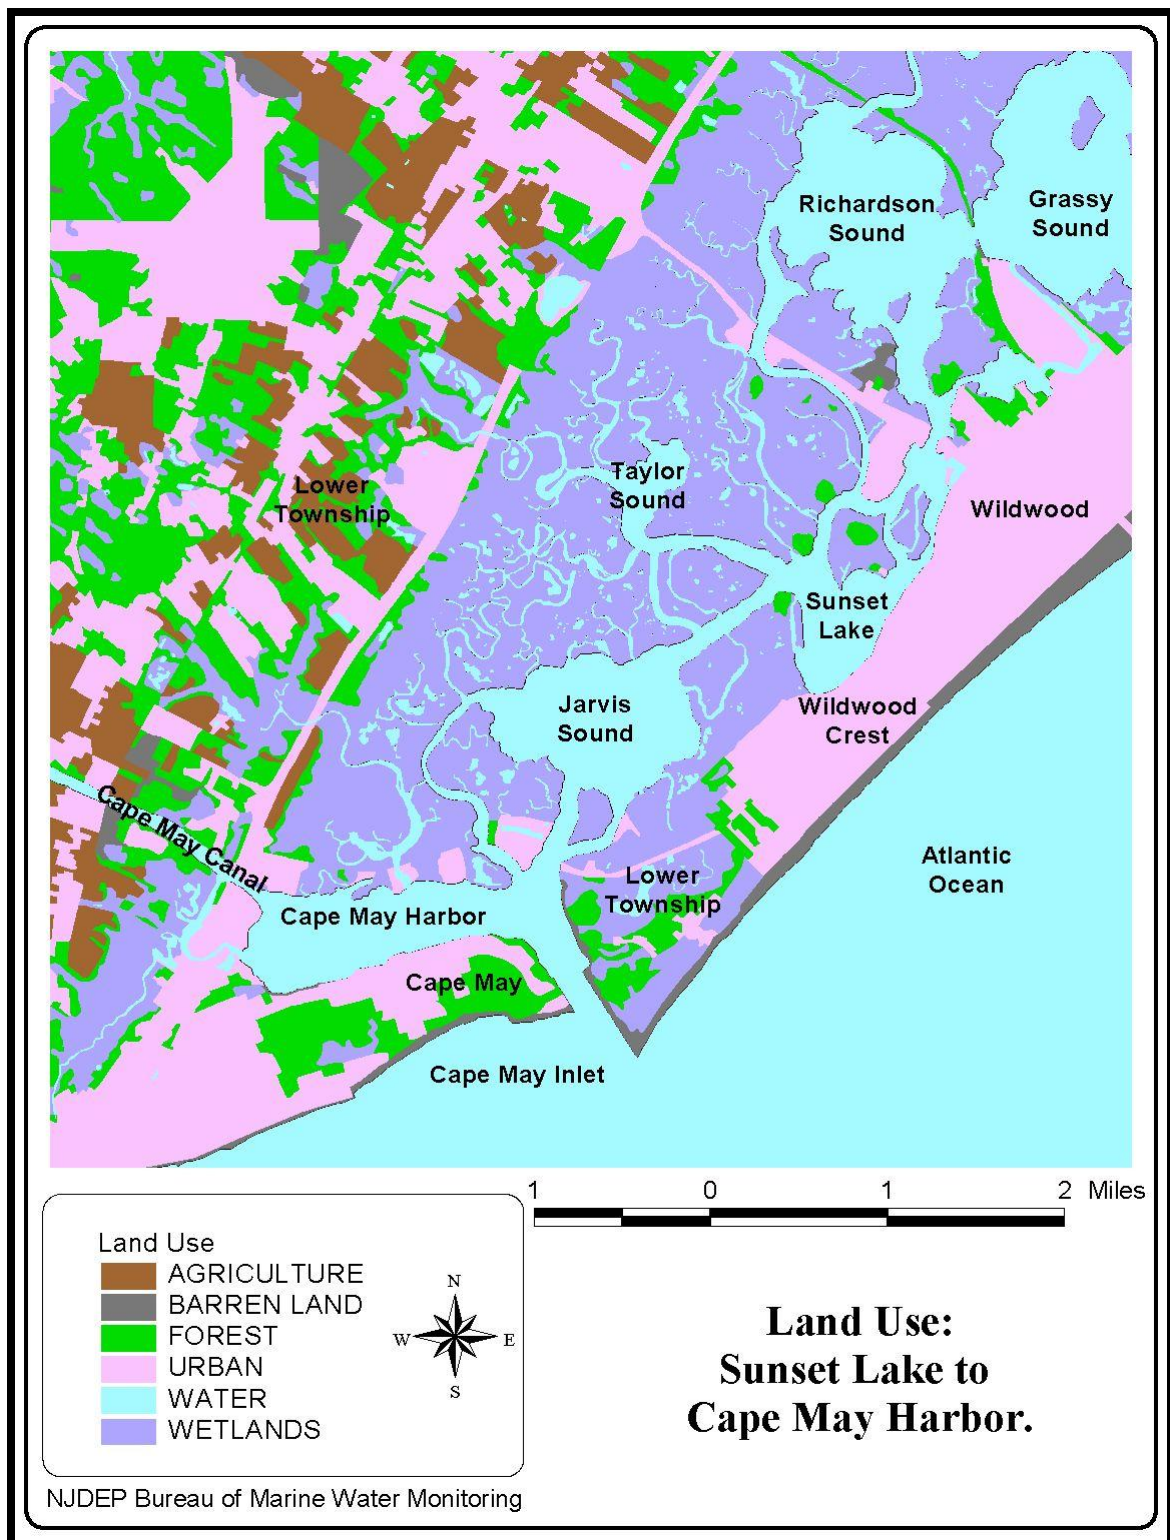 Richardson
Sound
Grassy
Sound
Taylor
Sound
Lower
Township
Wildwood
Sunset
Lake
Jarvis
Sound
Wildwood
Crest
Cape May Canal
Atlantic
Ocean
Lower
Township
Cape May Harbor
Cape May
Cape May Inlet
1 0 1 2 Miles
Land Use
AGRICULTURE
BARREN LAND
FOREST
URBAN
WATER
WETLANDS
N
W E
S
Land Use:
Sunset Lake to
Cape May Harbor.
NJDEP Bureau of Marine Water Monitoring